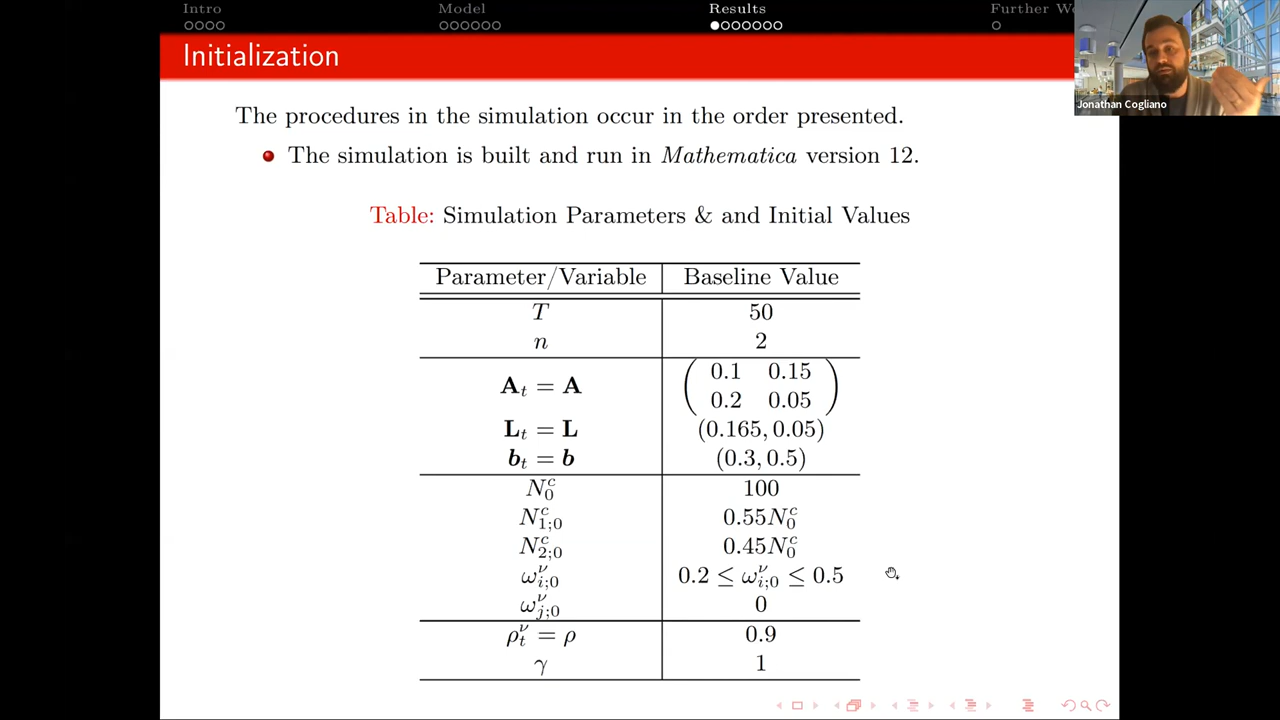 Intro Model Results Further Wo
Initialization
Jonathan Cogliano
The procedures in the simulation occur in the order presented.
The simulation is built and run in Mathematica version 12.
Table: Simulation Parameters & and Initial Values
Parameter/Variable Baseline Value
T 50
n 2
A_t = A ( 0.1 0.15
0.2 0.05 )
L_t = L (0.165, 0.05)
b_t = b (0.3, 0.5)
N_0^c 100
N_{1;0}^c 0.55N_0^c
N_{2;0}^c 0.45N_0^c
ω_{i;0}^ν 0.2 ≤ ω_{i;0}^ν ≤ 0.5
ω_{j;0}^ν 0
ρ_t^ν = ρ 0.9
γ 1